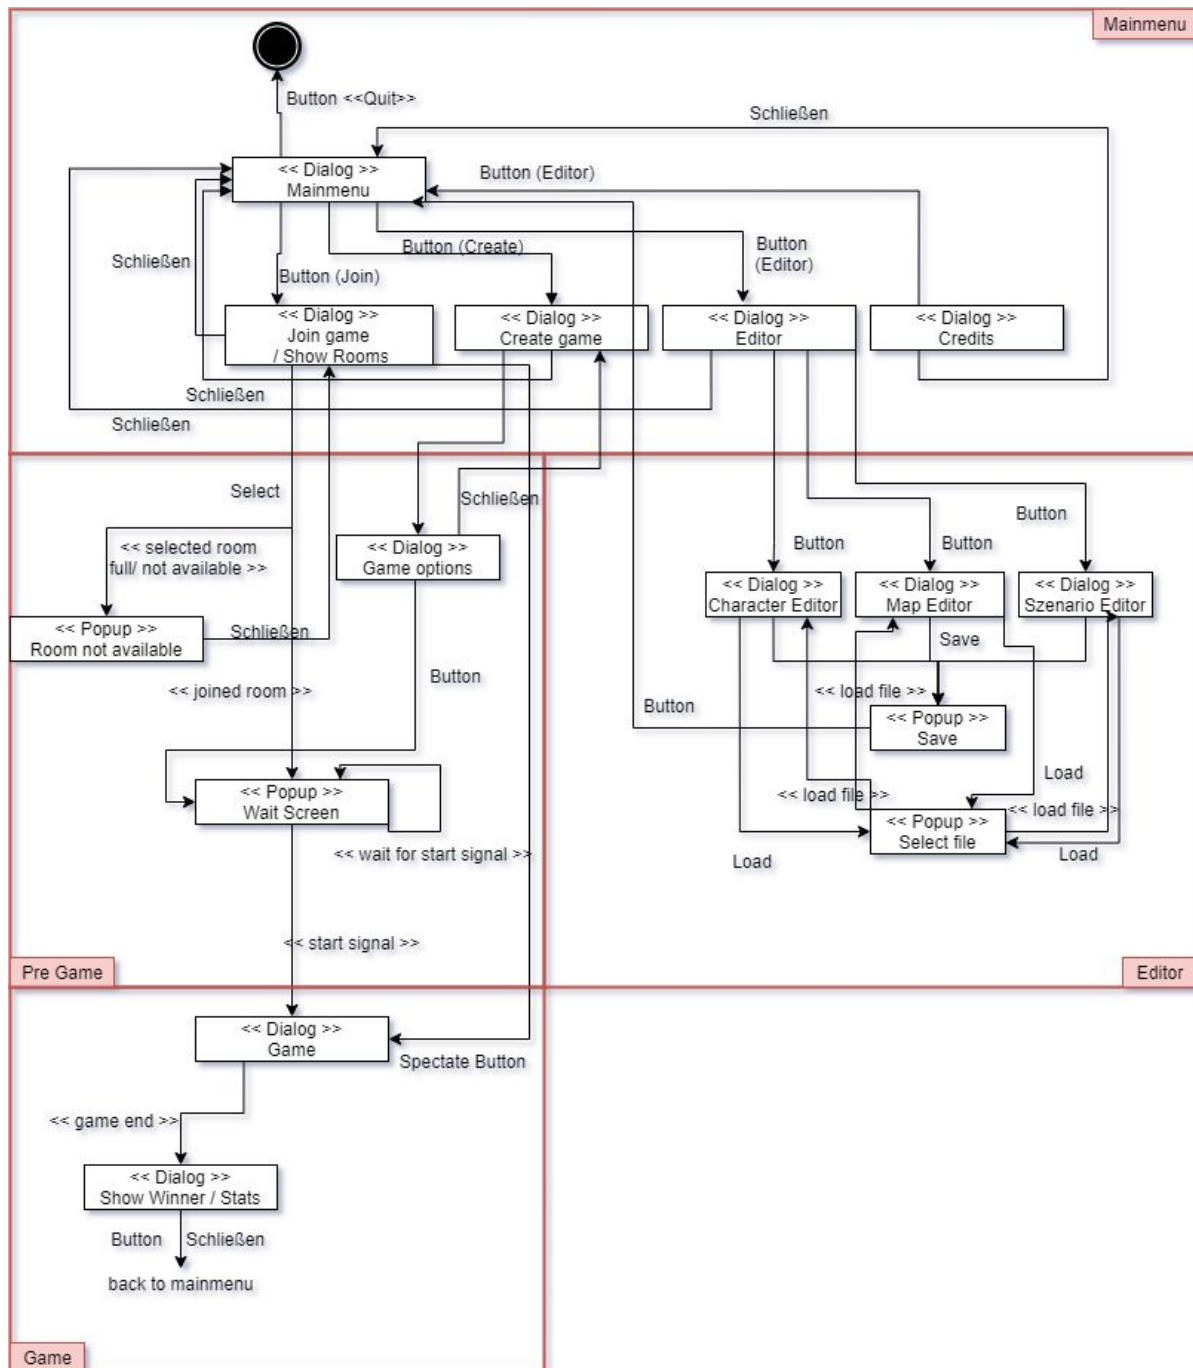 Mainmenu
Button <<Quit>>
Schließen
<< Dialog >>
Mainmenu
Button (Editor)
Schließen
Button (Join)
Button (Create)
Button
(Editor)
<< Dialog >>
Join game
/ Show Rooms
<< Dialog >>
Create game
<< Dialog >>
Editor
<< Dialog >>
Credits
Schließen
Schließen
Select
<< selected room
full/ not available >>
<< Dialog >>
Game options
Schließen
<< Popup >>
Room not available
Schließen
<< joined room >>
Button
<< Popup >>
Wait Screen
<< wait for start signal >>
<< start signal >>
Pre Game
Button
Button
Button
<< Dialog >>
Character Editor
<< Dialog >>
Map Editor
<< Dialog >>
Szenario Editor
Save
<< load file >>
Button
<< Popup >>
Save
Load
<< load file >>
<< load file >>
<< Popup >>
Select file
Load
Load
Editor
<< Dialog >>
Game
Spectate Button
<< game end >>
<< Dialog >>
Show Winner / Stats
Button
Schließen
back to mainmenu
Game